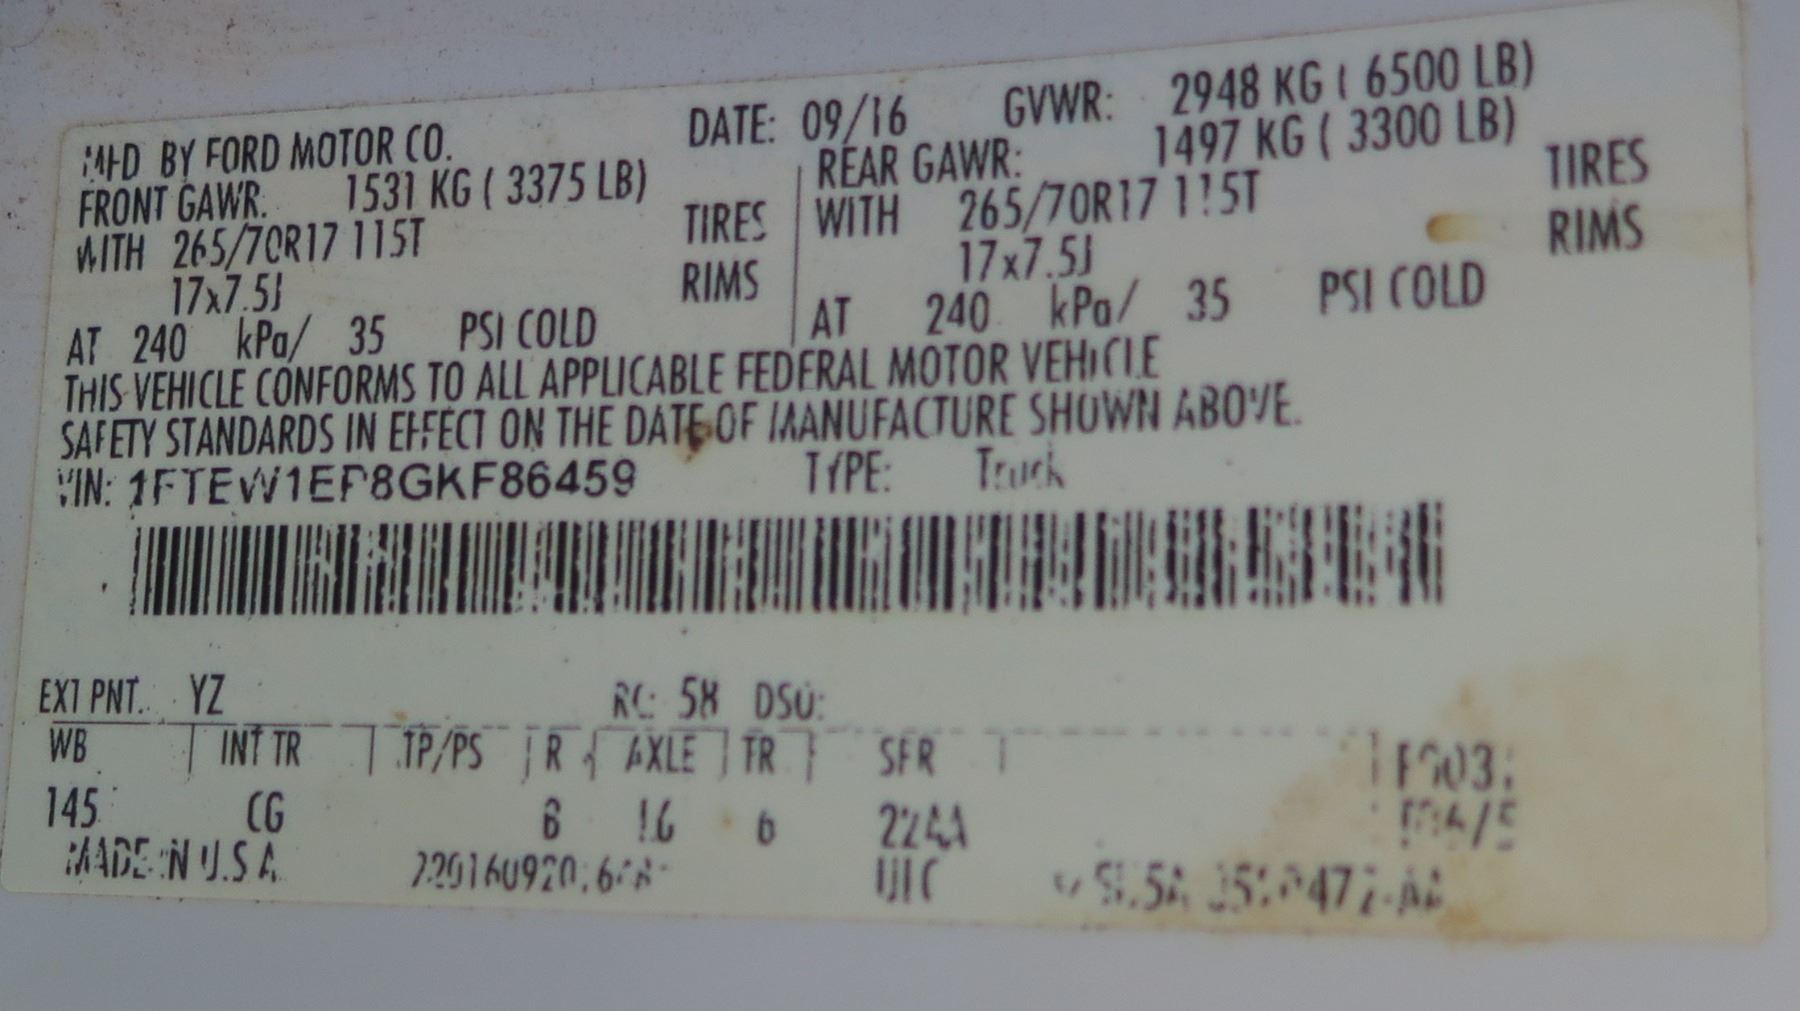 MFD BY FORD MOTOR CO. DATE: 09/16 GVWR: 2948 KG ( 6500 LB)
FRONT GAWR: 1531 KG ( 3375 LB) REAR GAWR: 1497 KG ( 3300 LB)
WITH 265/70R17 115T TIRES WITH 265/70R17 115T TIRES
17x7.5J RIMS 17x7.5J RIMS
AT 240 kPa/ 35 PSI COLD AT 240 kPa/ 35 PSI COLD
THIS VEHICLE CONFORMS TO ALL APPLICABLE FEDERAL MOTOR VEHICLE
SAFETY STANDARDS IN EFFECT ON THE DATE OF MANUFACTURE SHOWN ABOVE.
VIN: 1FTEW1EP8GKF86459 TYPE: Truck
EXT PNT: YZ RC: 58 DSO:
WB INT TR TP/PS R AXLE TR SPR
145 CG 6
MADE IN U.S.A.